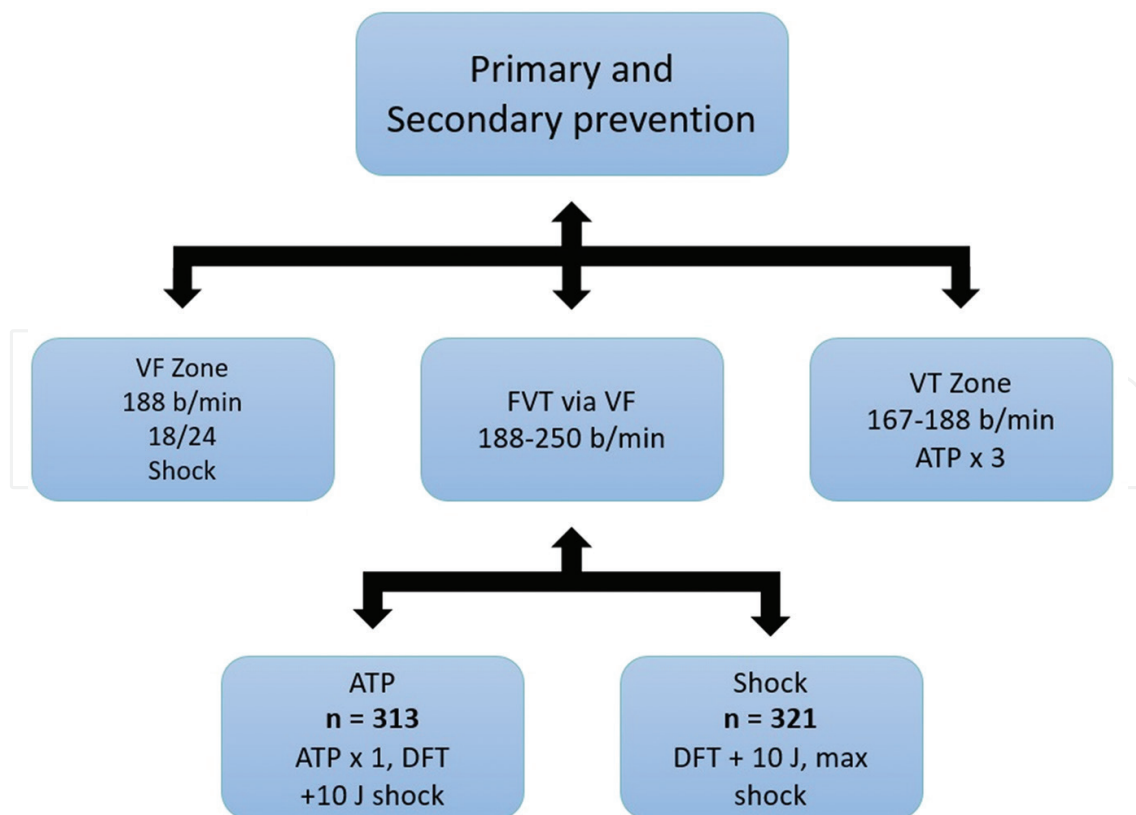 Primary and
Secondary prevention
VF Zone
188 b/min
18/24
Shock
FVT via VF
188-250 b/min
VT Zone
167-188 b/min
ATP x 3
ATP
n = 313
ATP x 1, DFT
+10 J shock
Shock
n = 321
DFT + 10 J, max
shock